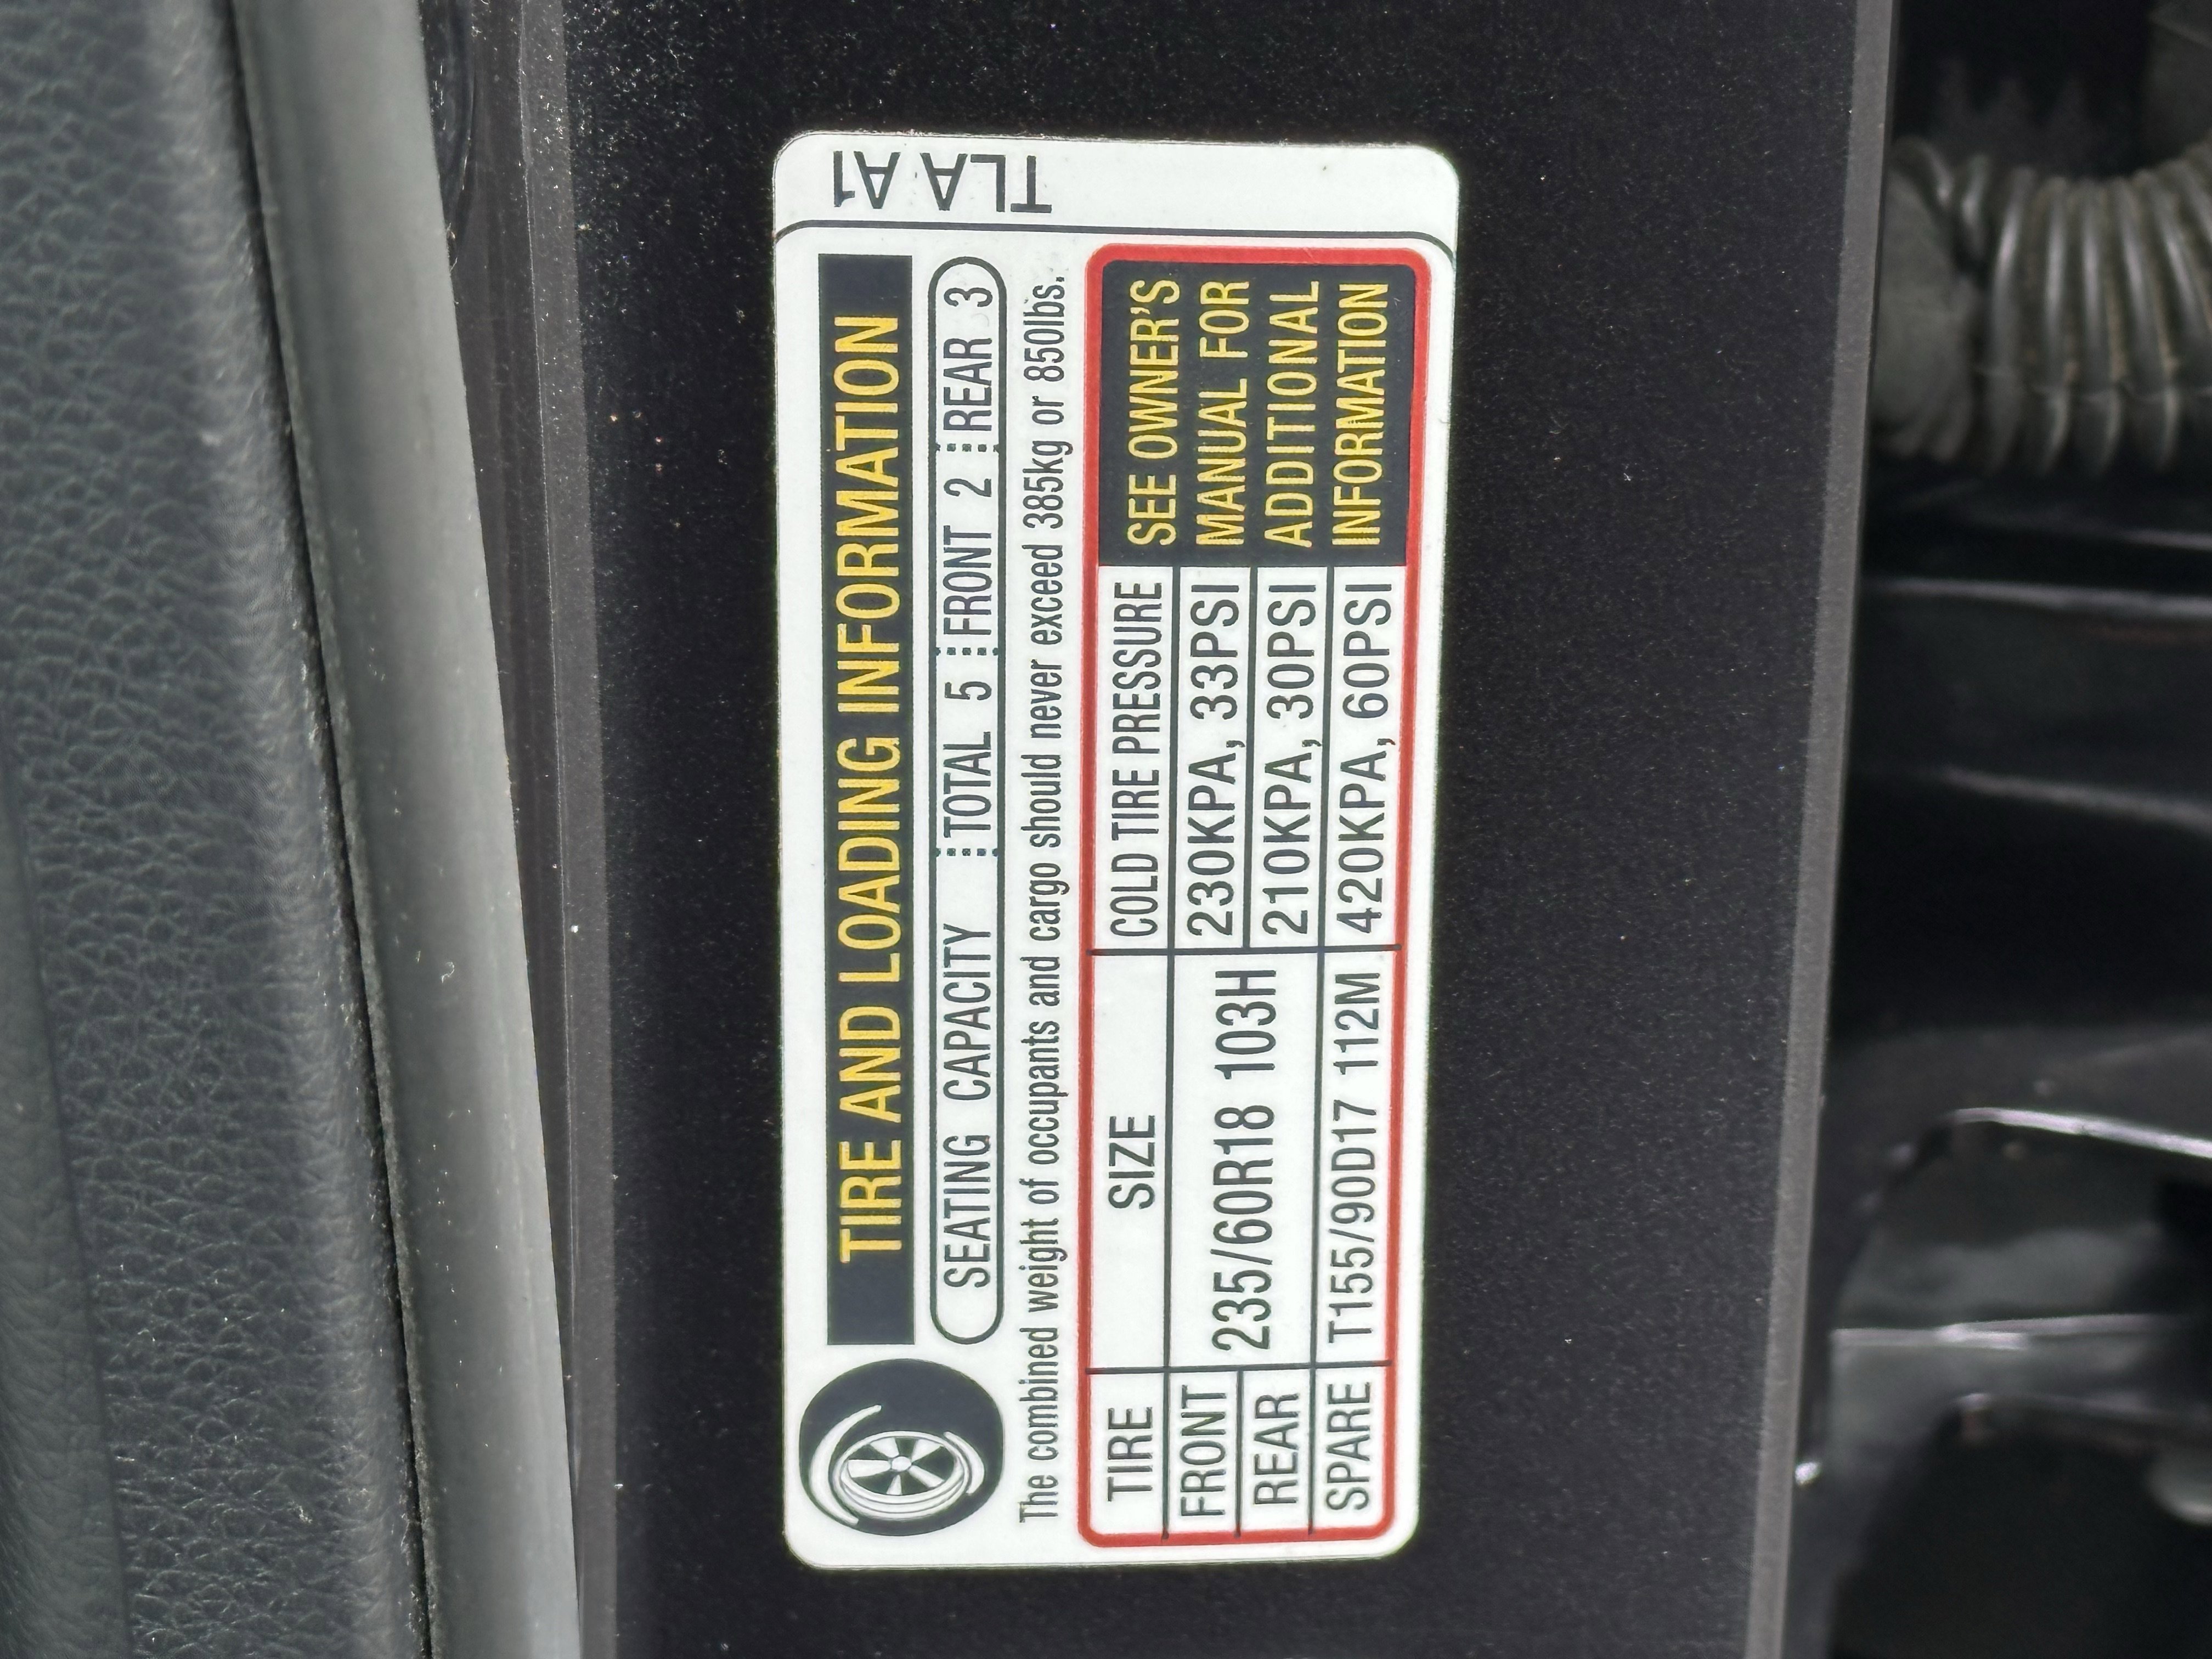 TIRE AND LOADING INFORMATION
SEATING CAPACITY TOTAL 5 FRONT 2 REAR 3
The combined weight of occupants and cargo should never exceed 385kg or 850lbs.
TIRE SIZE COLD TIRE PRESSURE
FRONT 235/60R18 103H 230KPA, 33PSI
REAR 210KPA, 30PSI
SPARE T155/90D17 112M 420KPA, 60PSI
SEE OWNER'S
MANUAL FOR
ADDITIONAL
INFORMATION
TLA A1